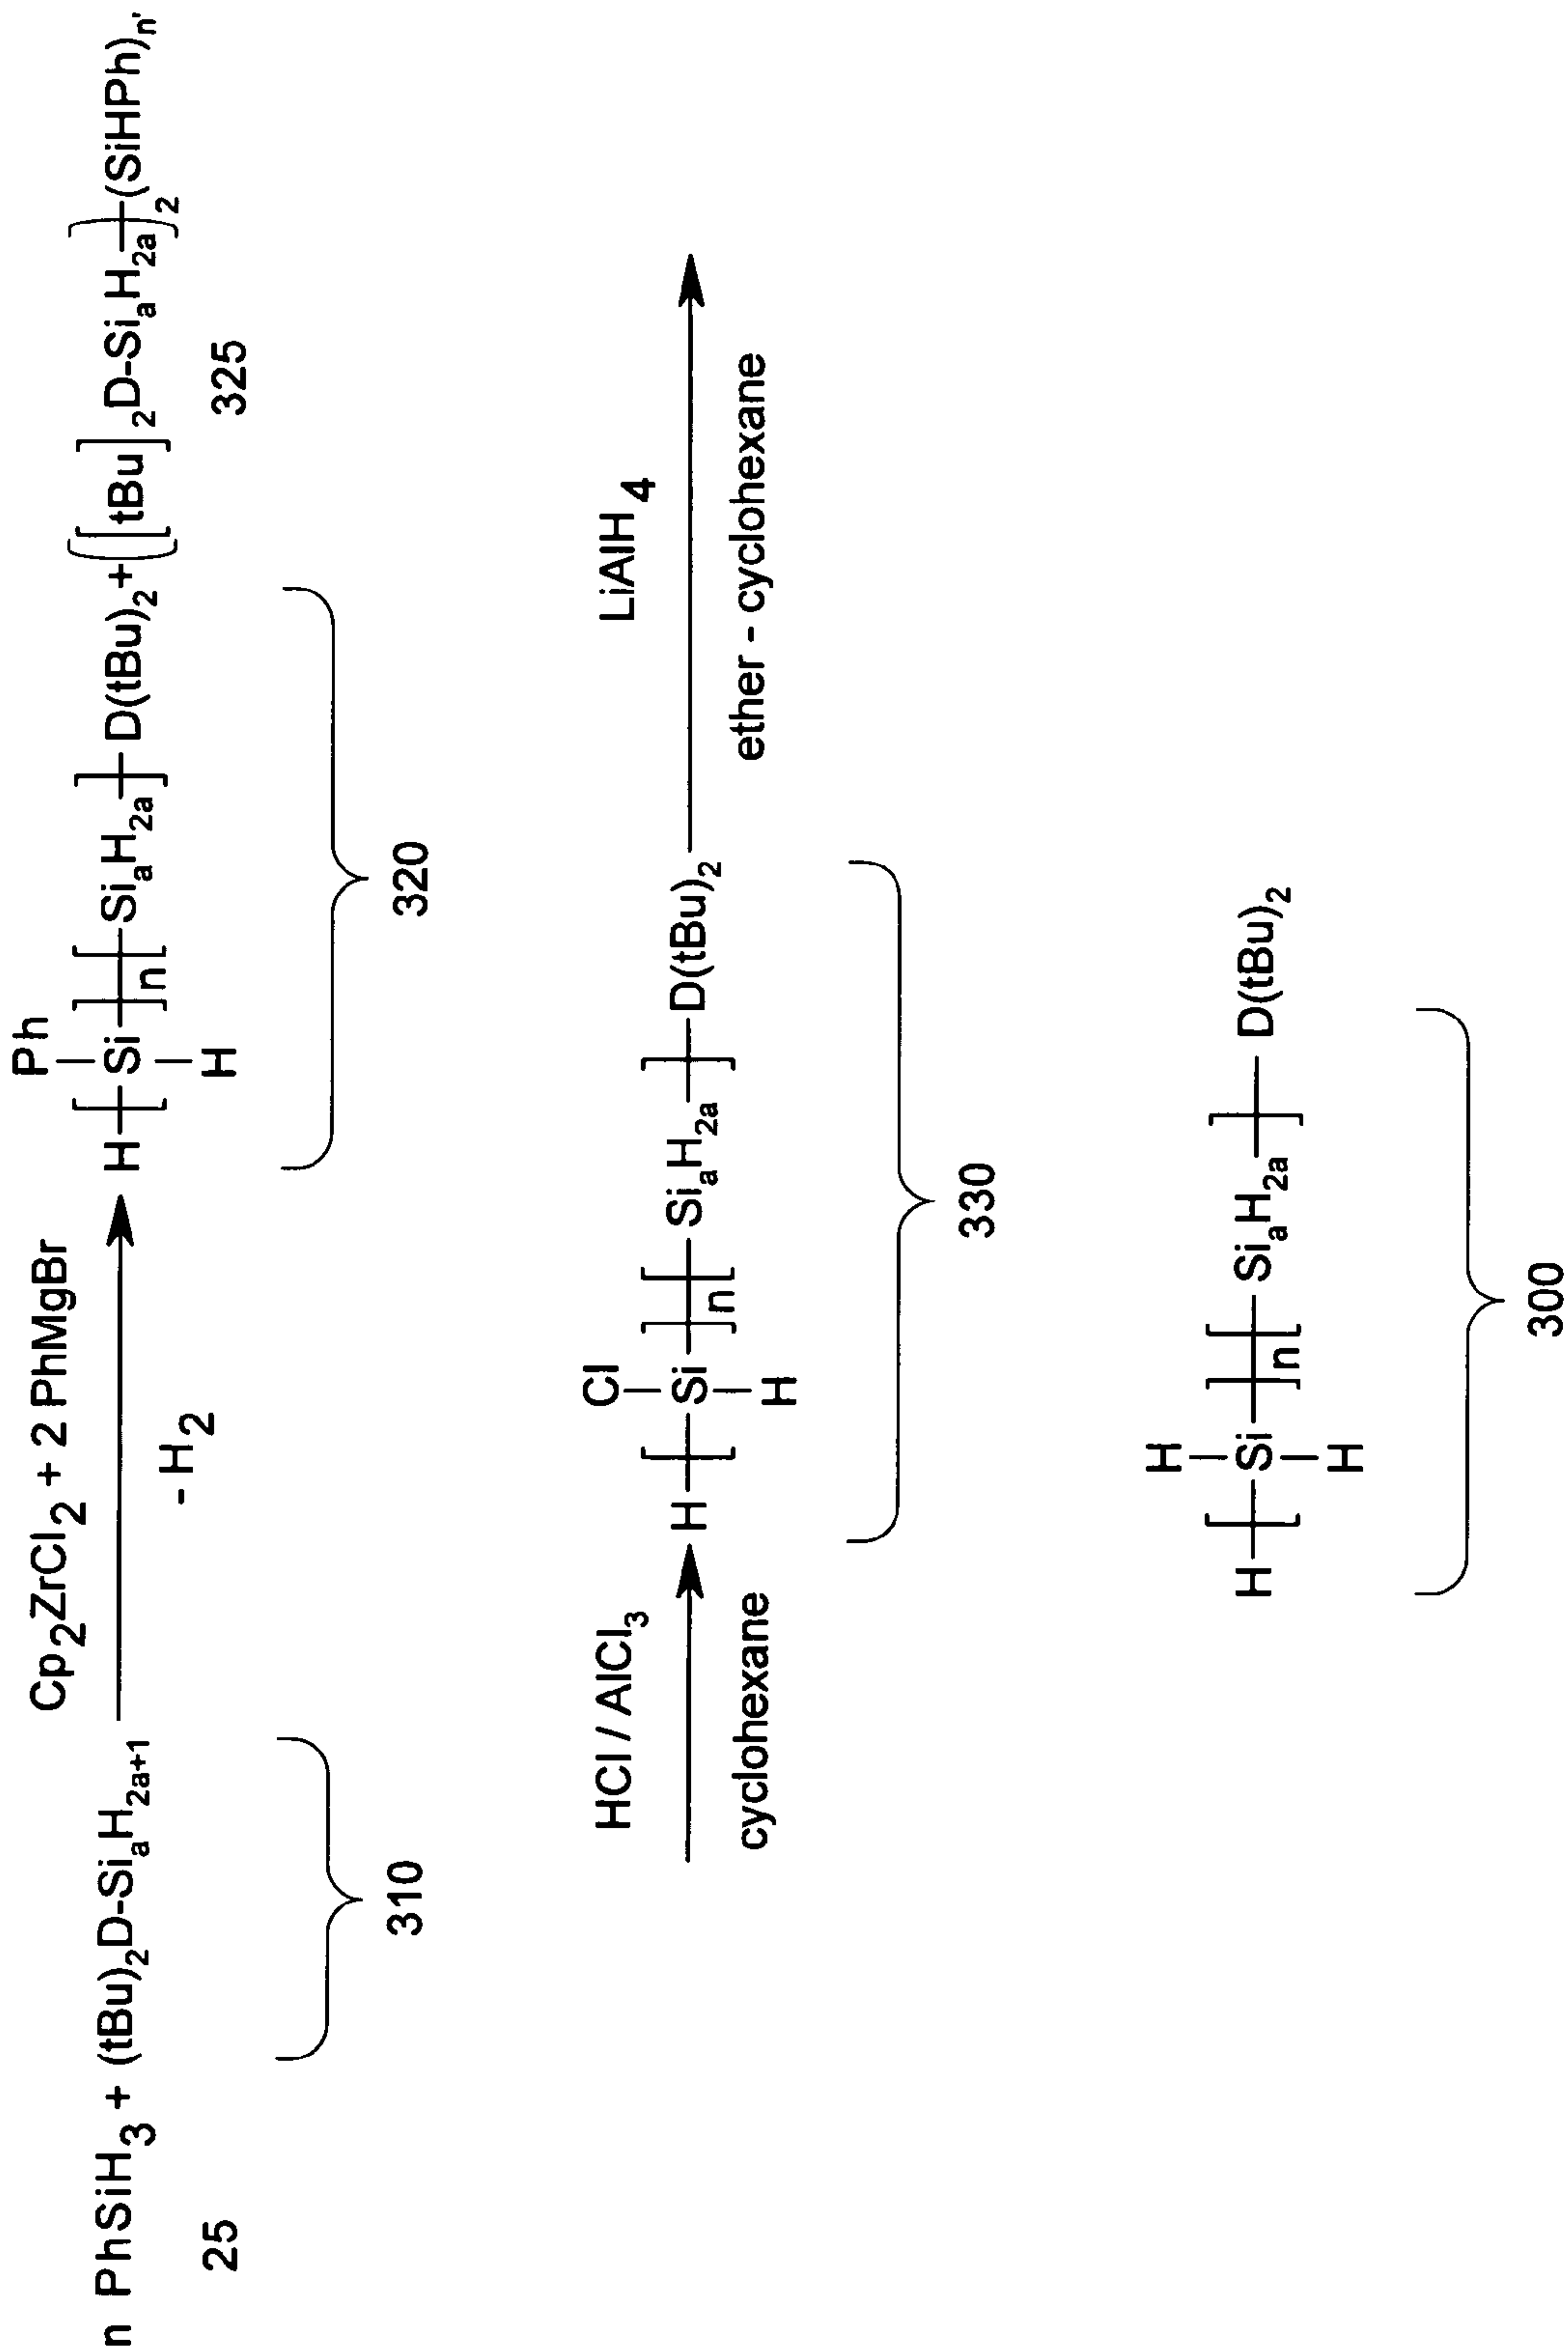 n PhSiH3 + (tBu)2D-SiaH2a+1
25
310
Cp2ZrCl2 + 2 PhMgBr
- H2
Ph
H-[-Si-]n-[-SiaH2a-]-D(tBu)2 + ([tBu]2D-SiaH2a-)2(SiHPh)n'
H
320
325
HCl / AlCl3
cyclohexane
Cl
H-[-Si-]n-[-SiaH2a-]-D(tBu)2
H
330
LiAlH4
ether - cyclohexane
H
H-[-Si-]n-[-SiaH2a-]-D(tBu)2
H
300